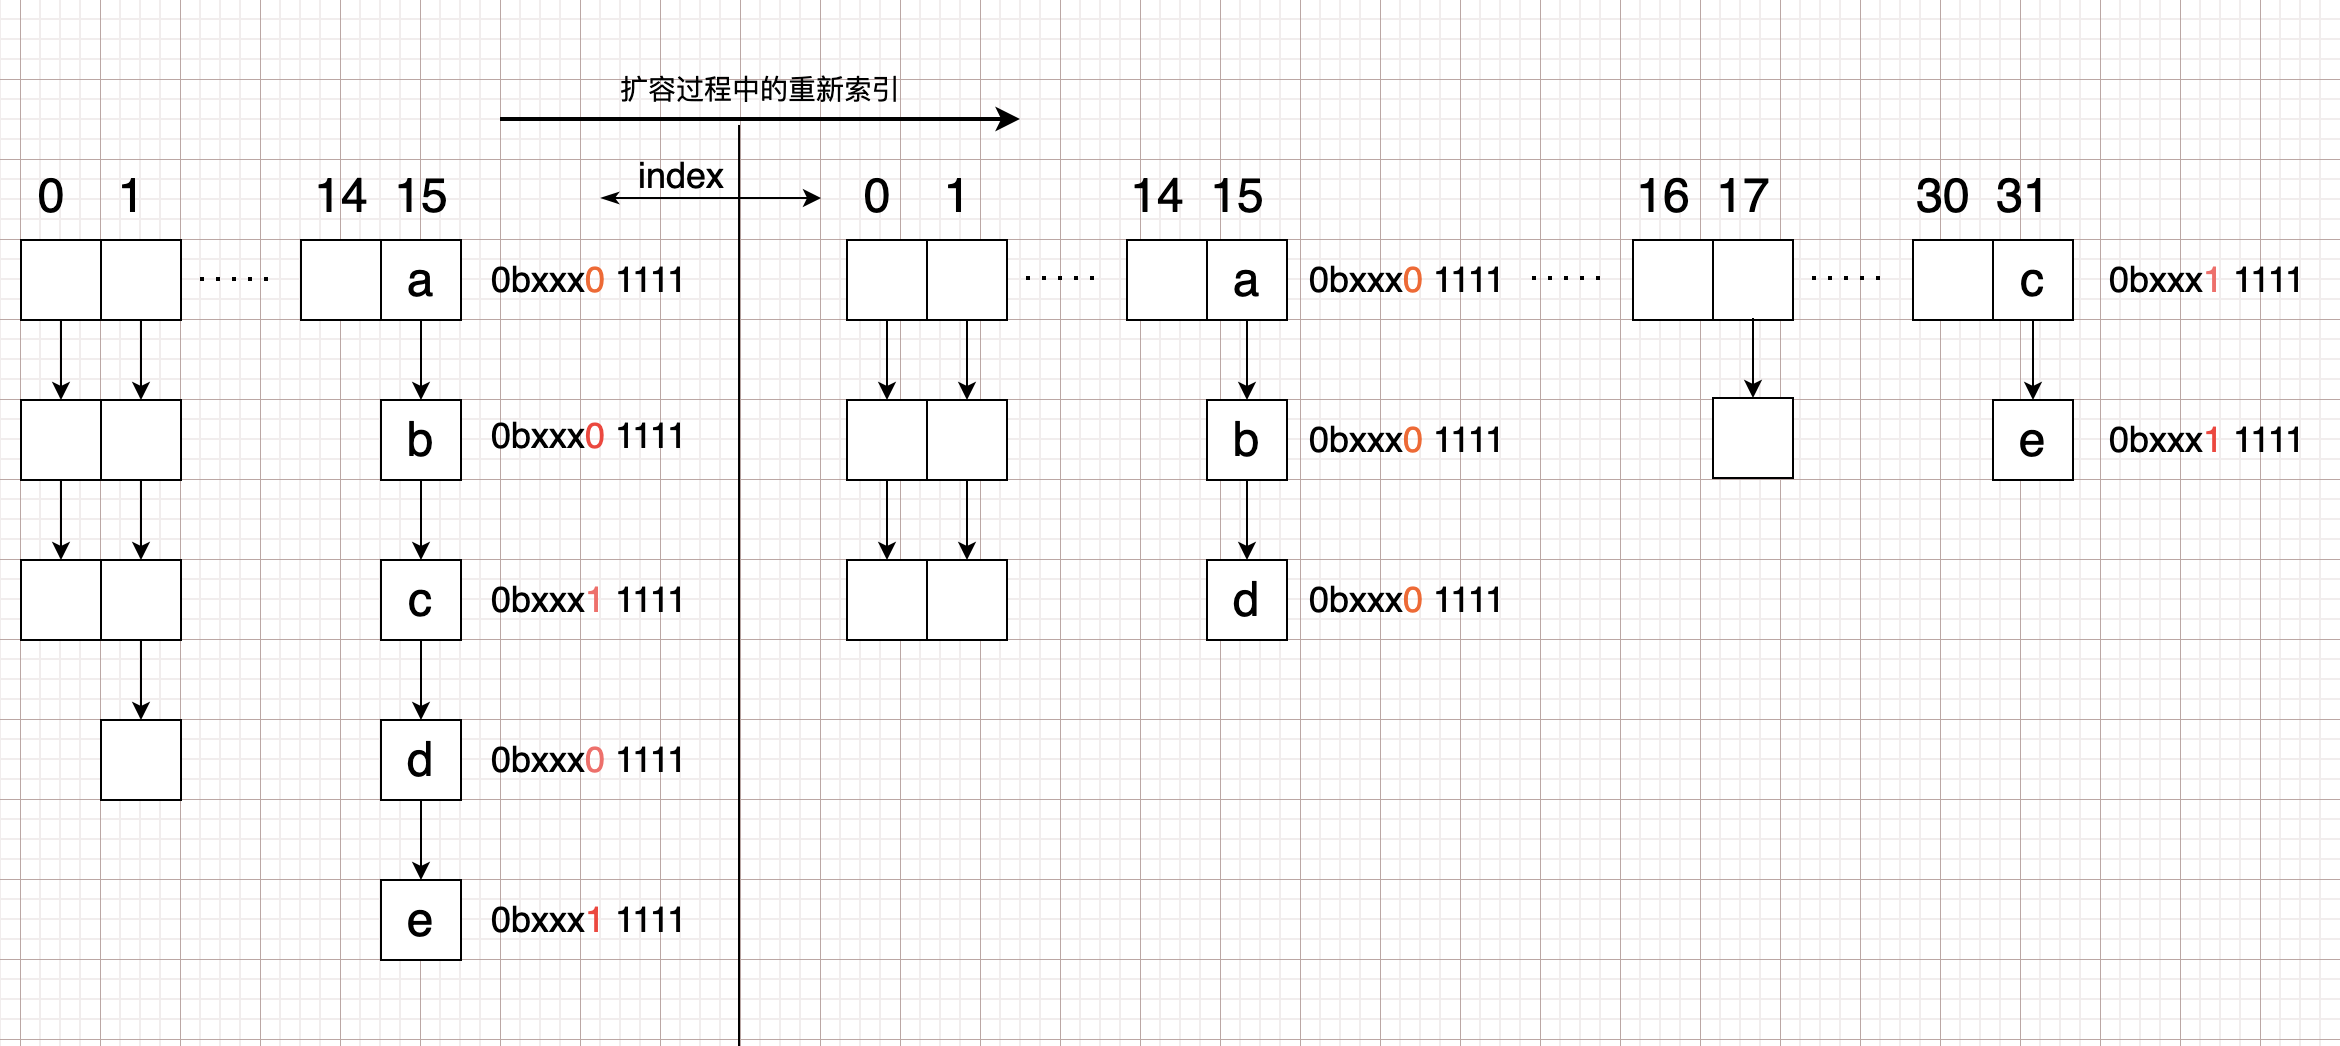 扩容过程中的重新索引
index
0 1 14 15 0 1 14 15 16 17 30 31
a 0bxxx0 1111 a 0bxxx0 1111 c 0bxxx1 1111
b 0bxxx0 1111 b 0bxxx0 1111 e 0bxxx1 1111
c 0bxxx1 1111 d 0bxxx0 1111
d 0bxxx0 1111
e 0bxxx1 1111